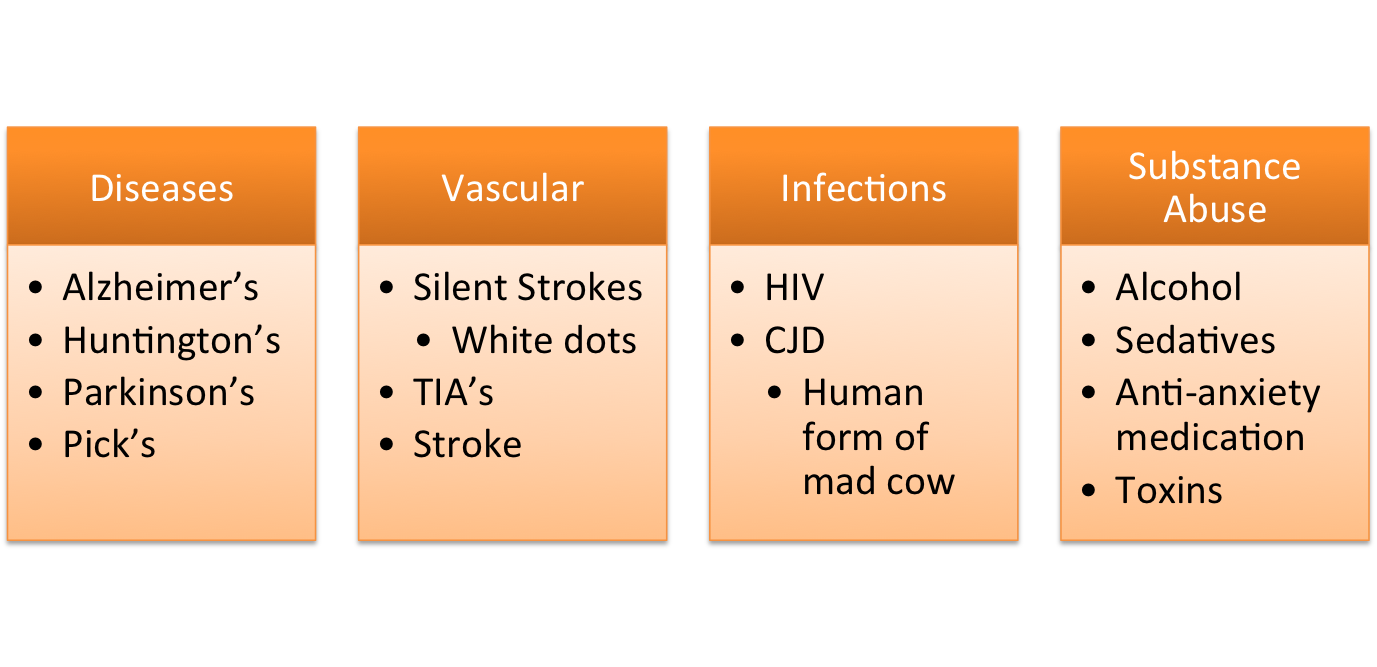 Diseases
• Alzheimer’s
• Huntington’s
• Parkinson’s
• Pick’s
Vascular
• Silent Strokes
• White dots
• TIA’s
• Stroke
Infections
• HIV
• CJD
• Human
form of
mad cow
Substance
Abuse
• Alcohol
• Sedatives
• Anti-anxiety
medication
• Toxins